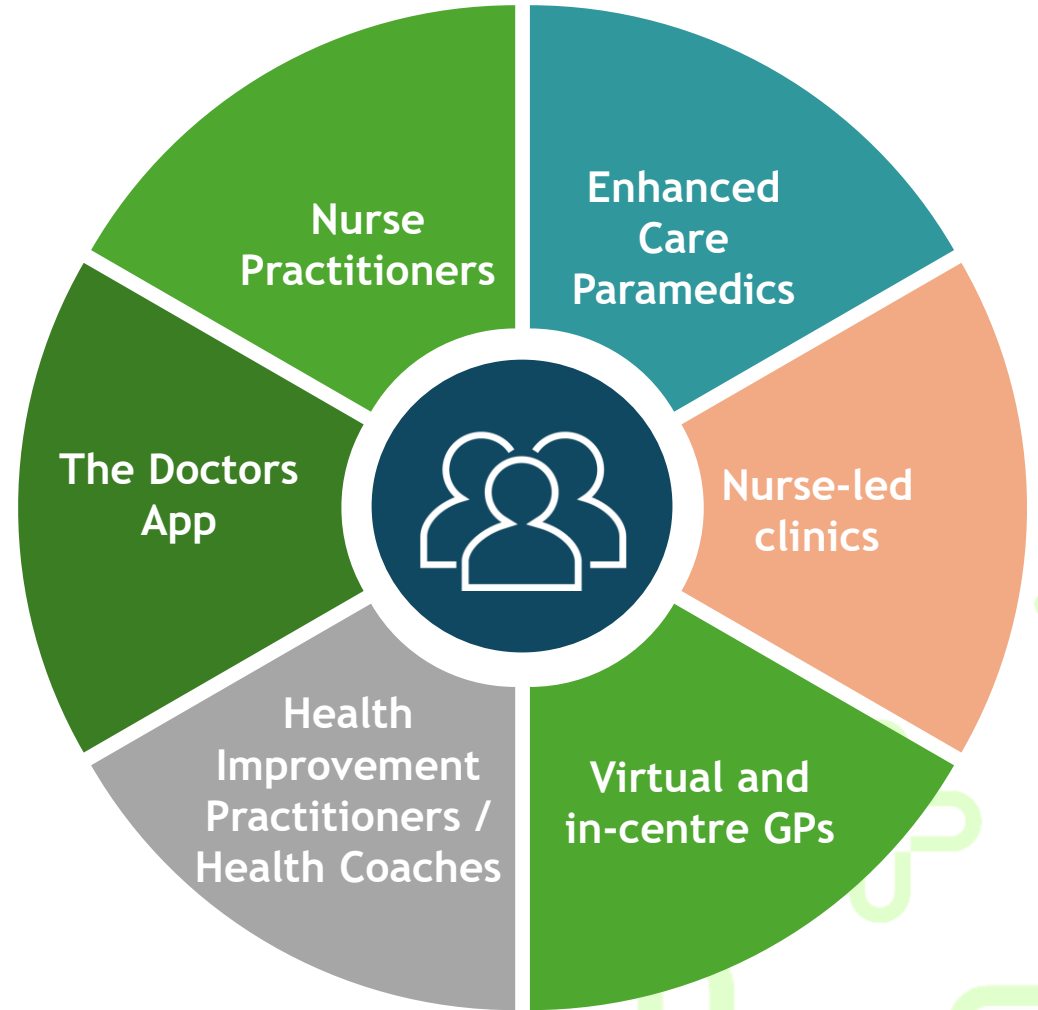 Nurse
Practitioners
Enhanced
Care
Paramedics
The Doctors
App
Nurse-led
clinics
Health
Improvement
Practitioners /
Health Coaches
Virtual and
in-centre GPs